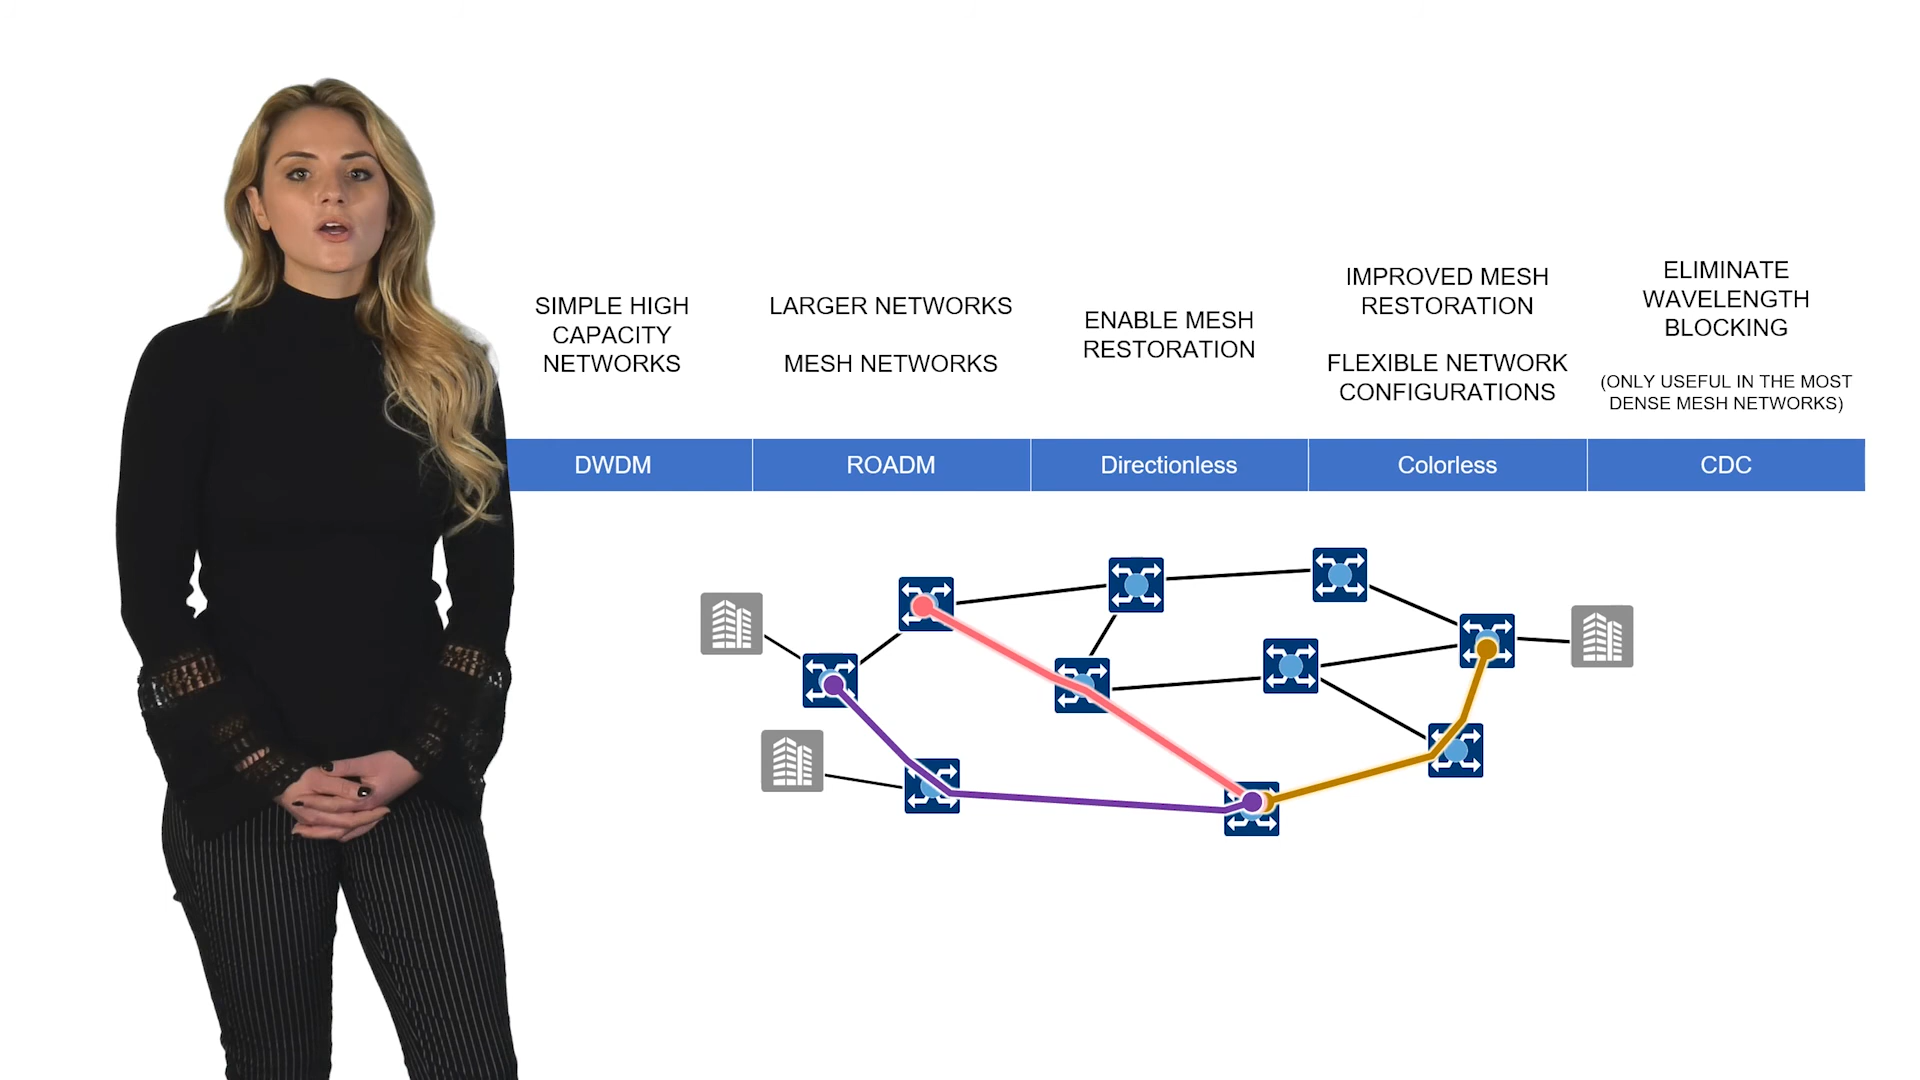 SIMPLE HIGH
CAPACITY
NETWORKS
LARGER NETWORKS
MESH NETWORKS
ENABLE MESH
RESTORATION
IMPROVED MESH
RESTORATION
FLEXIBLE NETWORK
CONFIGURATIONS
ELIMINATE
WAVELENGTH
BLOCKING
(ONLY USEFUL IN THE MOST
DENSE MESH NETWORKS)
DWDM
ROADM
Directionless
Colorless
CDC